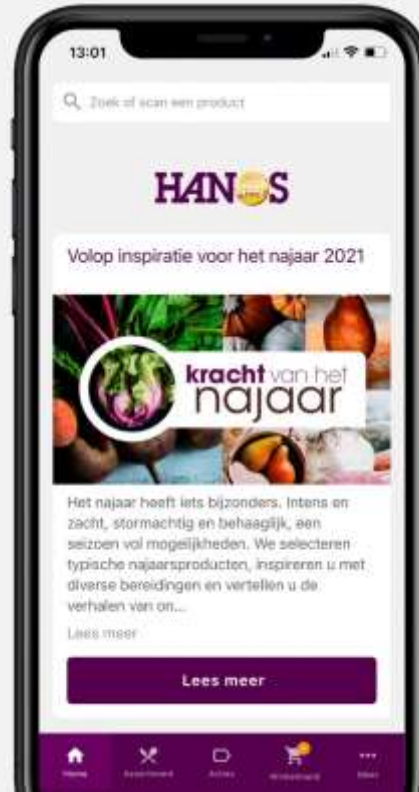 13:01
Zoek of scan een product
HANOS
Volop inspiratie voor het najaar 2021
kracht van het
najaar
Het najaar heeft iets bijzonders. Intens en
zacht, stormachtig en behaaglijk, een
seizoen vol mogelijkheden. We selecteren
typische najaarsproducten, inspireren u met
diverse bereidingen en vertellen u de
verhalen van on...
Lees meer
Lees meer
Home
Assortiment
Acties
Winkelmand
Meer